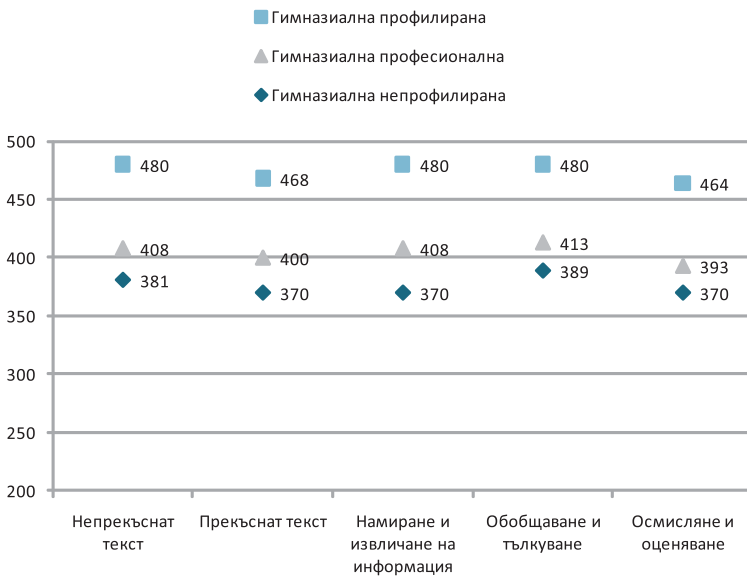 Гимназиална профилирана
Гимназиална професионална
Гимназиална непрофилирана
500
450
400
350
300
250
200
480
468
480
480
464
408
400
408
413
393
381
370
370
389
370
Непрекъснат
текст
Прекъснат текст
Намиране и
извличане на
информация
Обобщаване и
тълкуване
Осмисляне и
оценяване